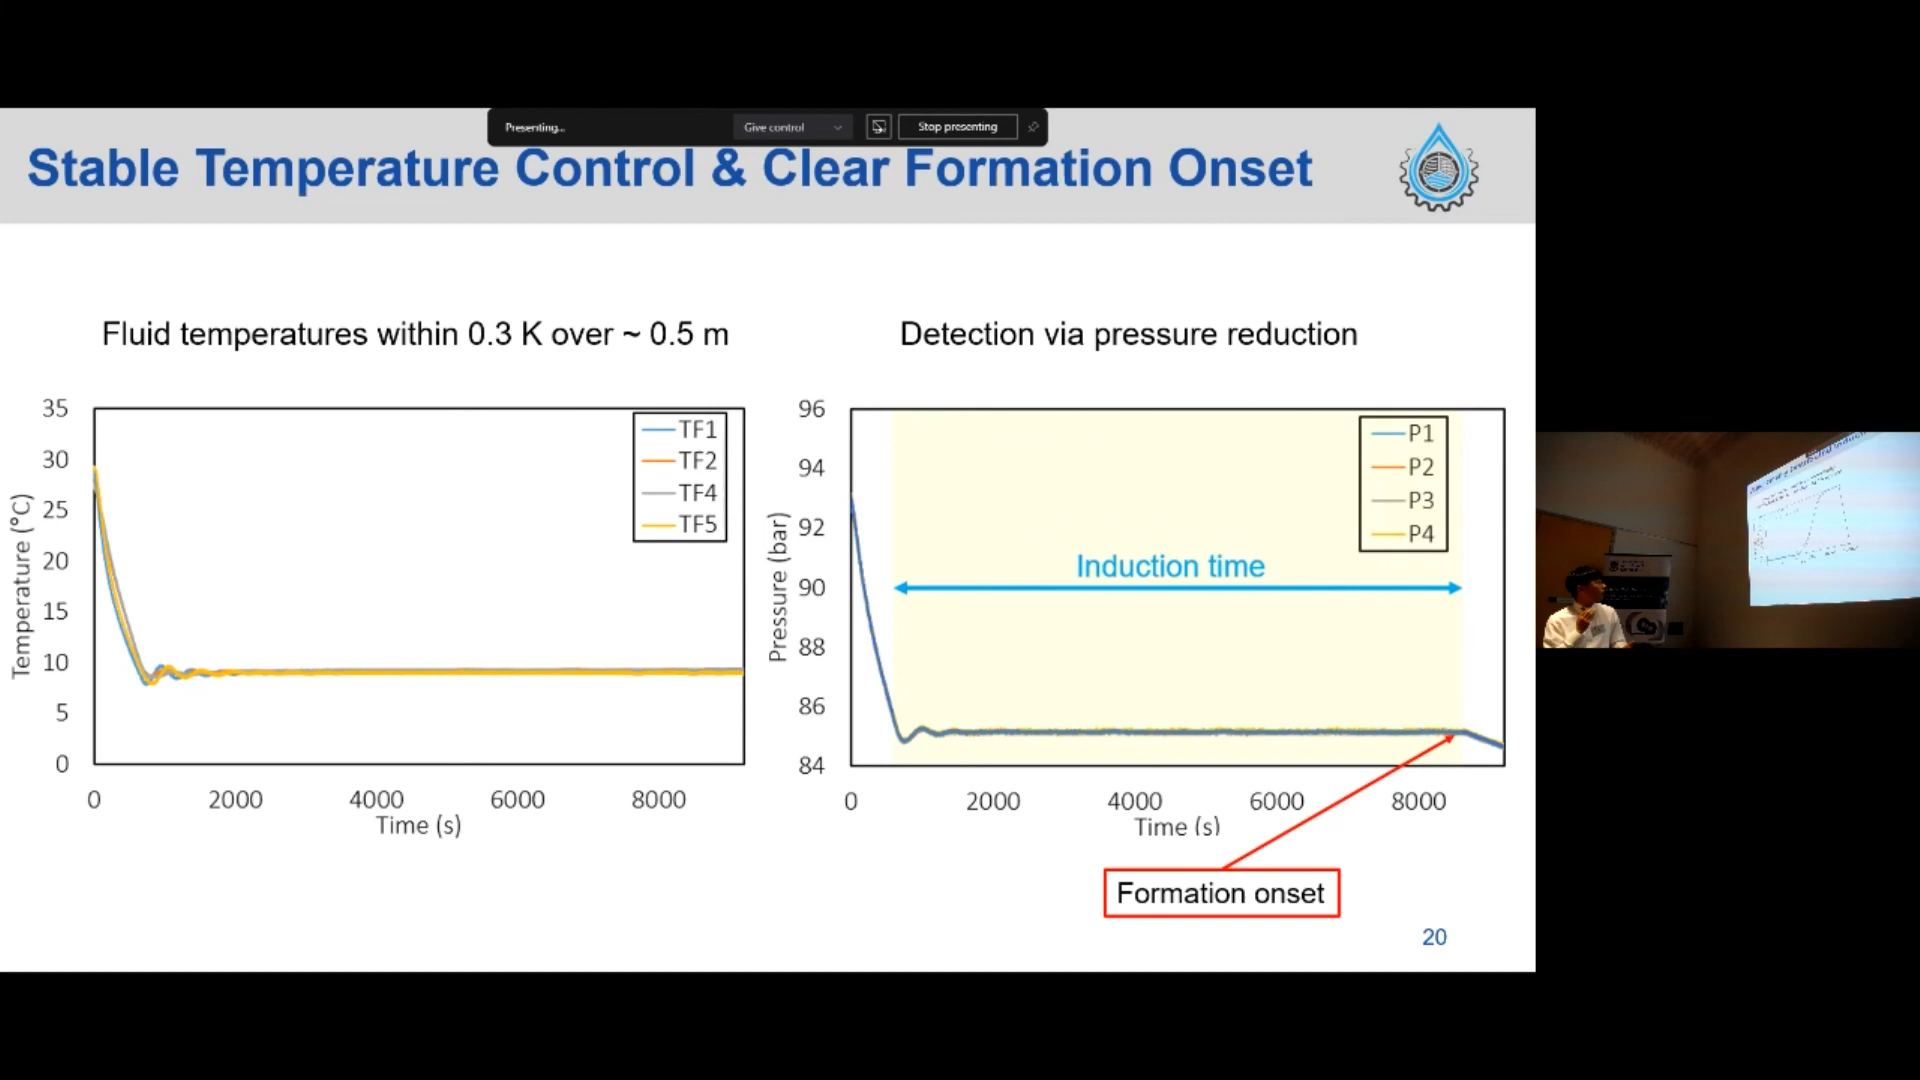 Presenting...
Give control
Stop presenting
Stable Temperature Control & Clear Formation Onset
Fluid temperatures within 0.3 K over ~ 0.5 m
Temperature (°C)
35
30
25
20
15
10
5
0
TF1
TF2
TF4
TF5
0 2000 4000 6000 8000
Time (s)
Detection via pressure reduction
Pressure (bar)
96
94
92
90
88
86
84
P1
P2
P3
P4
Induction time
0 2000 4000 6000 8000
Time (s)
Formation onset
20